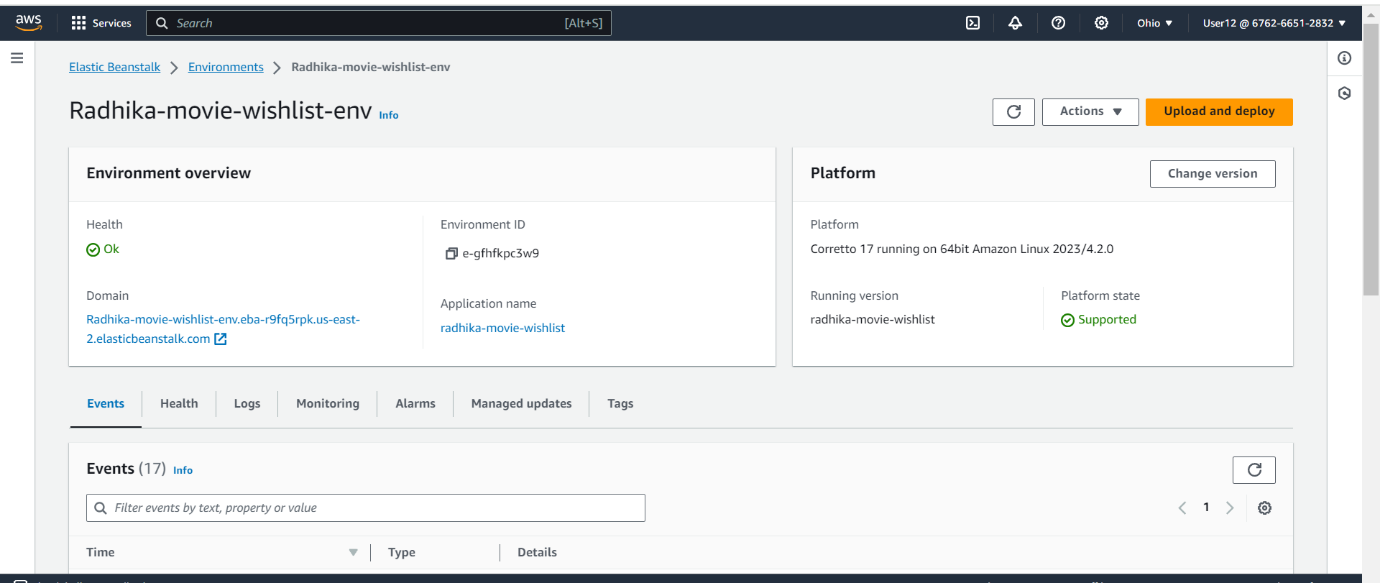 aws Services Search [Alt+S] Ohio ▼ User12 @ 6762-6651-2832 ▼
Elastic Beanstalk > Environments > Radhika-movie-wishlist-env
Radhika-movie-wishlist-env Info
Actions ▼ Upload and deploy
Environment overview
Health
Ok
Domain
Radhika-movie-wishlist-env.eba-r9fq5rpk.us-east-
2.elasticbeanstalk.com
Environment ID
e-gfhfkpc3w9
Application name
radhika-movie-wishlist
Platform
Change version
Platform
Corretto 17 running on 64bit Amazon Linux 2023/4.2.0
Running version
radhika-movie-wishlist
Platform state
Supported
Events Health Logs Monitoring Alarms Managed updates Tags
Events (17) Info
Filter events by text, property or value
< 1 >
Time ▼ Type Details